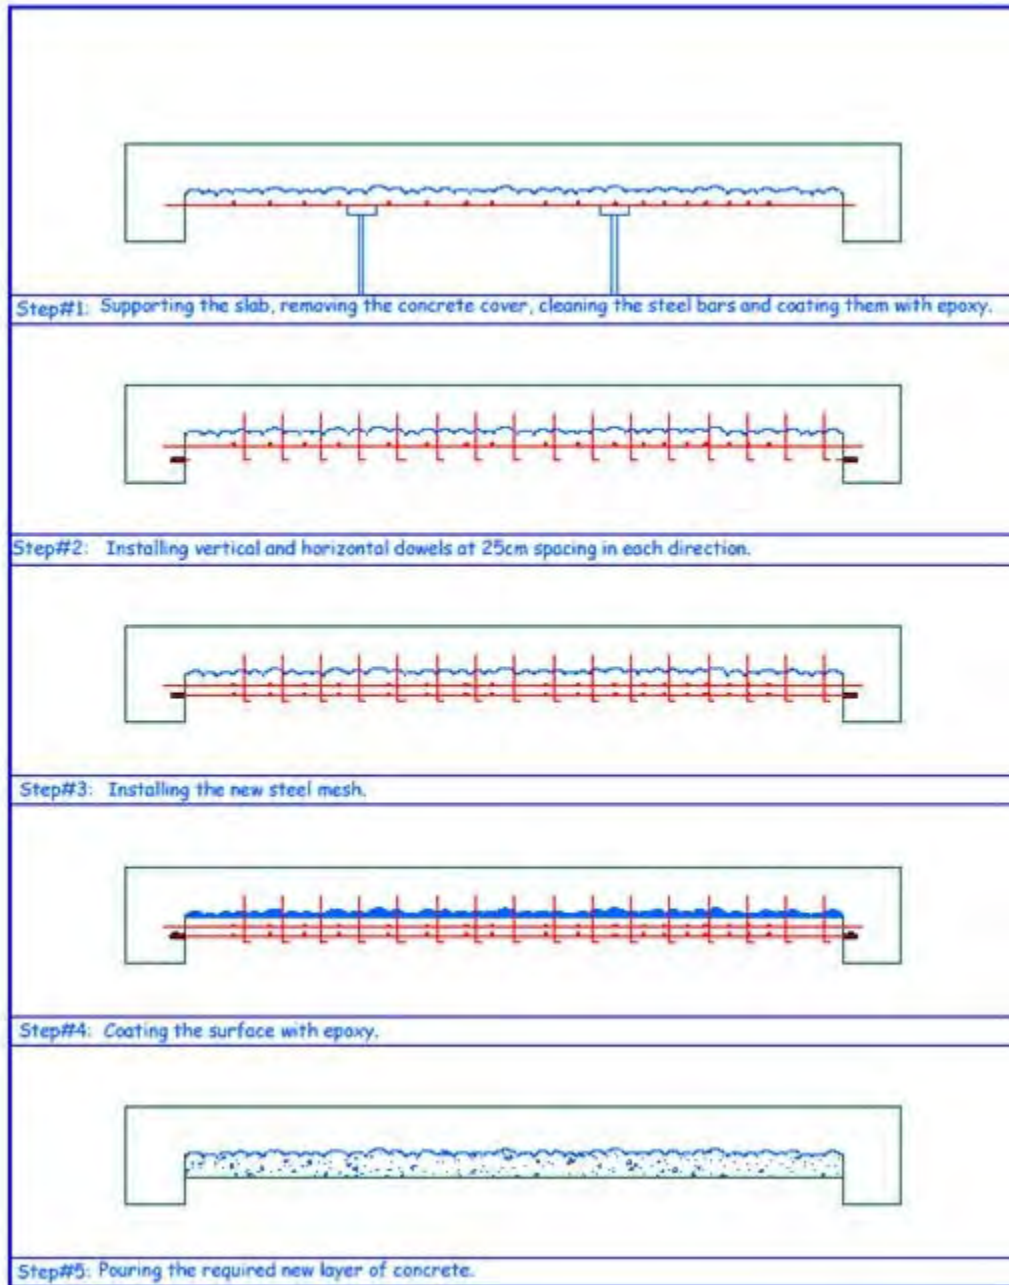 Step#1: Supporting the slab, removing the concrete cover, cleaning the steel bars and coating them with epoxy.
Step#2: Installing vertical and horizontal dowels at 25cm spacing in each direction.
Step#3: Installing the new steel mesh.
Step#4: Coating the surface with epoxy.
Step#5: Pouring the required new layer of concrete.